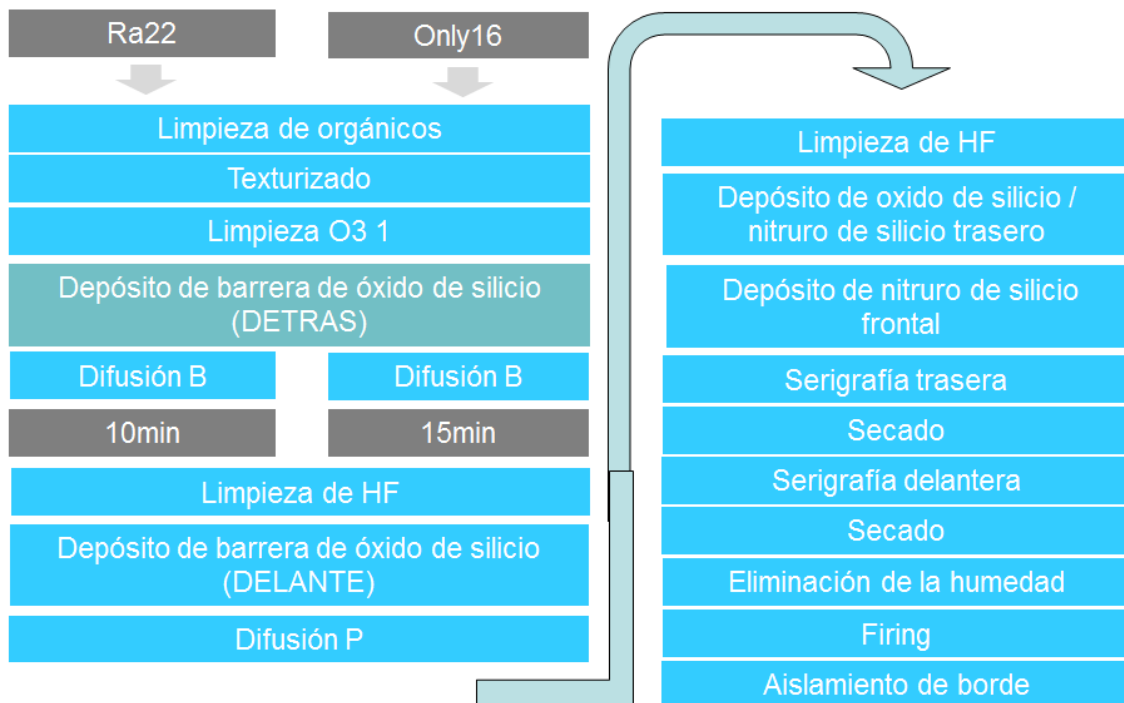 Ra22
Only16
Limpieza de orgánicos
Texturizado
Limpieza O3 1
Depósito de barrera de óxido de silicio
(DETRAS)
Difusión B
Difusión B
10min
15min
Limpieza de HF
Depósito de barrera de óxido de silicio
(DELANTE)
Difusión P
Limpieza de HF
Depósito de oxido de silicio /
nitruro de silicio trasero
Depósito de nitruro de silicio
frontal
Serigrafía trasera
Secado
Serigrafía delantera
Secado
Eliminación de la humedad
Firing
Aislamiento de borde